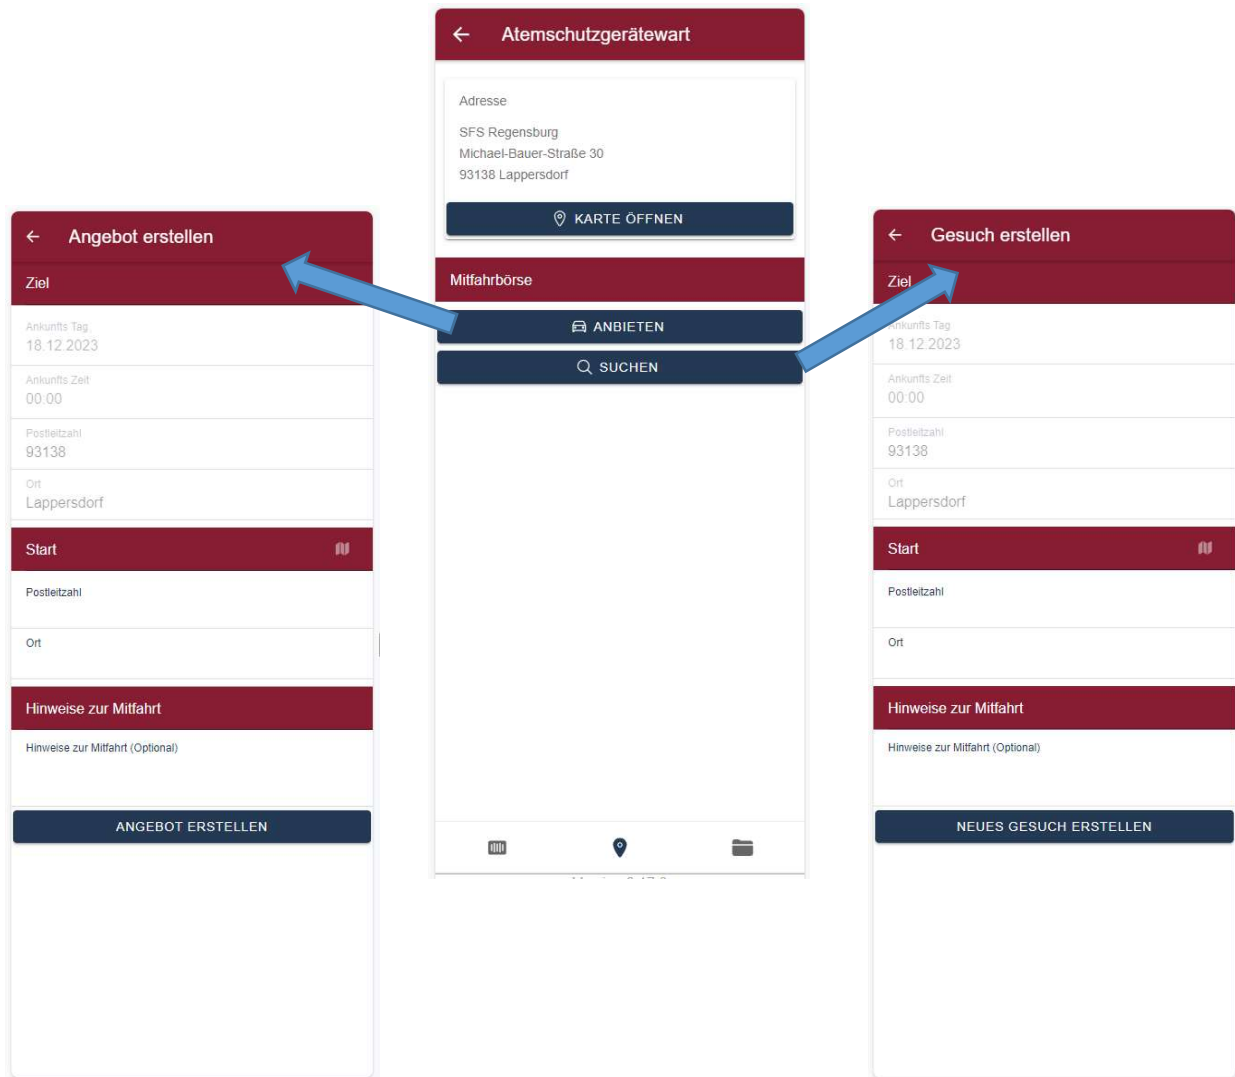 Atemschutzgerätewart
Adresse
SFS Regensburg
Michael-Bauer-Straße 30
93138 Lappersdorf
KARTE ÖFFNEN
Mitfahrbörse
ANBIETEN
SUCHEN
Angebot erstellen
Ziel
Ankunfts Tag
18.12.2023
Ankunfts Zeit
00:00
Postleitzahl
93138
Ort
Lappersdorf
Start
Postleitzahl
Ort
Hinweise zur Mitfahrt
Hinweise zur Mitfahrt (Optional)
ANGEBOT ERSTELLEN
Gesuch erstellen
Ziel
Ankunfts Tag
18.12.2023
Ankunfts Zeit
00:00
Postleitzahl
93138
Ort
Lappersdorf
Start
Postleitzahl
Ort
Hinweise zur Mitfahrt
Hinweise zur Mitfahrt (Optional)
NEUES GESUCH ERSTELLEN